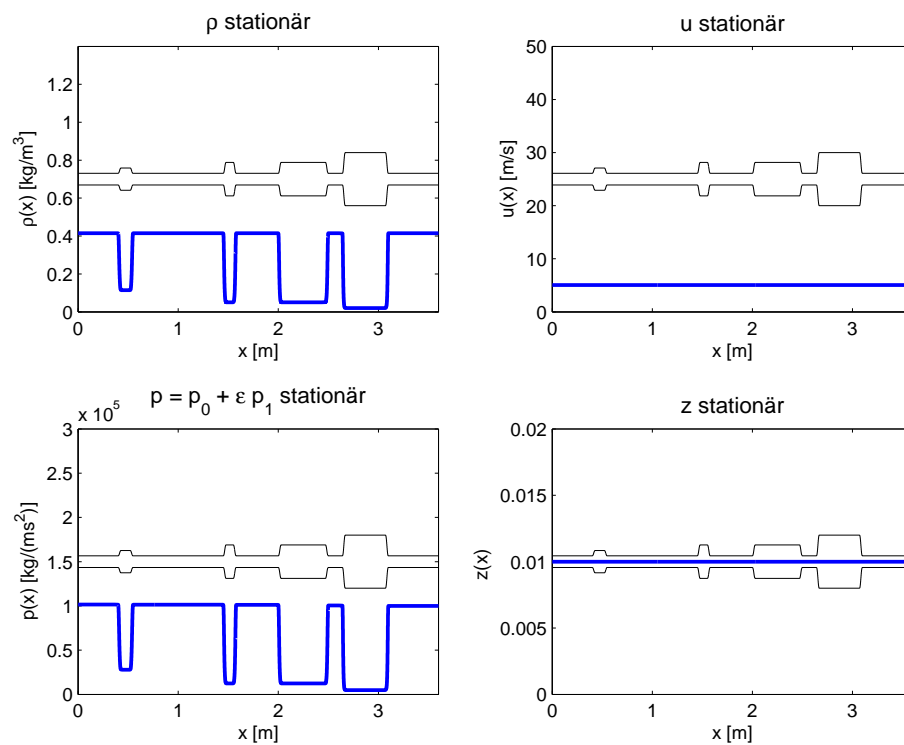 ρ stationär
1.2
1
0.8
0.6
0.4
0.2
0
ρ(x) [kg/m³]
0 1 2 3
x [m]
u stationär
50
40
30
20
10
0
u(x) [m/s]
0 1 2 3
x [m]
p = p₀ + ε p₁ stationär
x 10⁵
3
2.5
2
1.5
1
0.5
0
p(x) [kg/(ms²)]
0 1 2 3
x [m]
z stationär
0.02
0.015
0.01
0.005
0
z(x)
0 1 2 3
x [m]